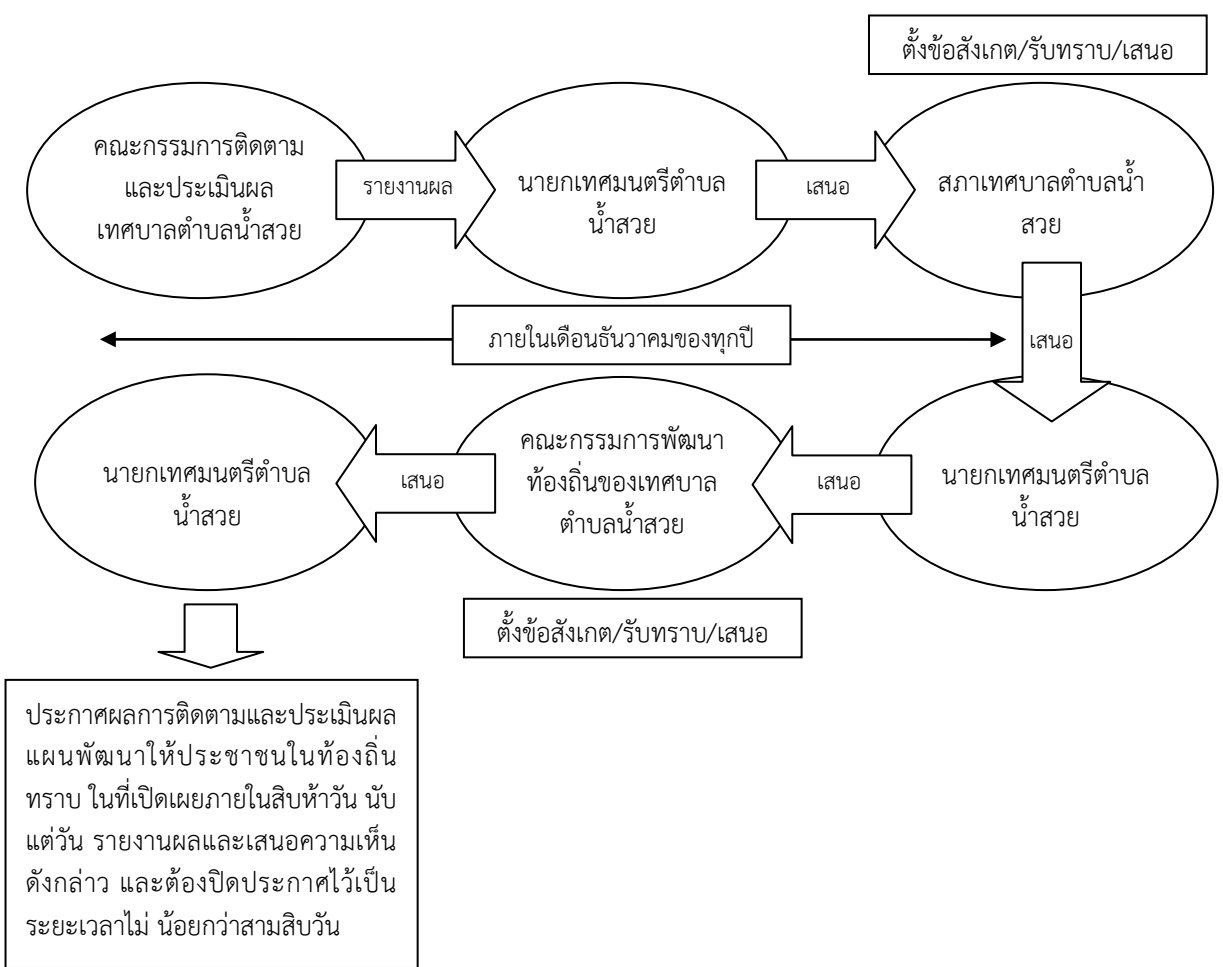 ตั้งข้อสังเกต/รับทราบ/เสนอ
คณะกรรมการติดตาม
และประเมินผล
เทศบาลตำบลน้ำสวย
รายงานผล
นายกเทศมนตรีตำบล
น้ำสวย
เสนอ
สภาเทศบาลตำบลน้ำ
สวย
ภายในเดือนธันวาคมของทุกปี
เสนอ
นายกเทศมนตรีตำบล
น้ำสวย
เสนอ
คณะกรรมการพัฒนา
ท้องถิ่นของเทศบาล
ตำบลน้ำสวย
เสนอ
นายกเทศมนตรีตำบล
น้ำสวย
ตั้งข้อสังเกต/รับทราบ/เสนอ
ประกาศผลการติดตามและประเมินผล
แผนพัฒนาให้ประชาชนในท้องถิ่น
ทราบ ในที่เปิดเผยภายในสิบห้าวัน นับ
แต่วัน รายงานผลและเสนอความเห็น
ดังกล่าว และต้องปิดประกาศไว้เป็น
ระยะเวลาไม่ น้อยกว่าสามสิบวัน